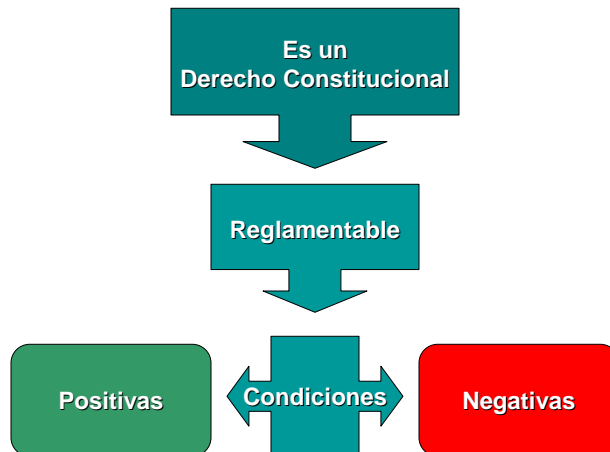 Es un
Derecho Constitucional
Reglamentable
Positivas
Condiciones
Negativas